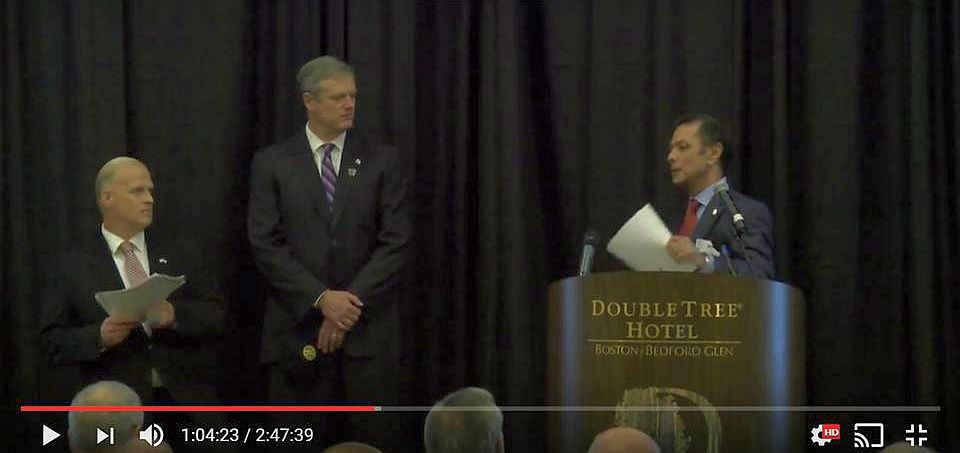 DOUBLETREE®
HOTEL
BOSTON/BEDFORD GLEN
1:04:23 / 2:47:39
HD